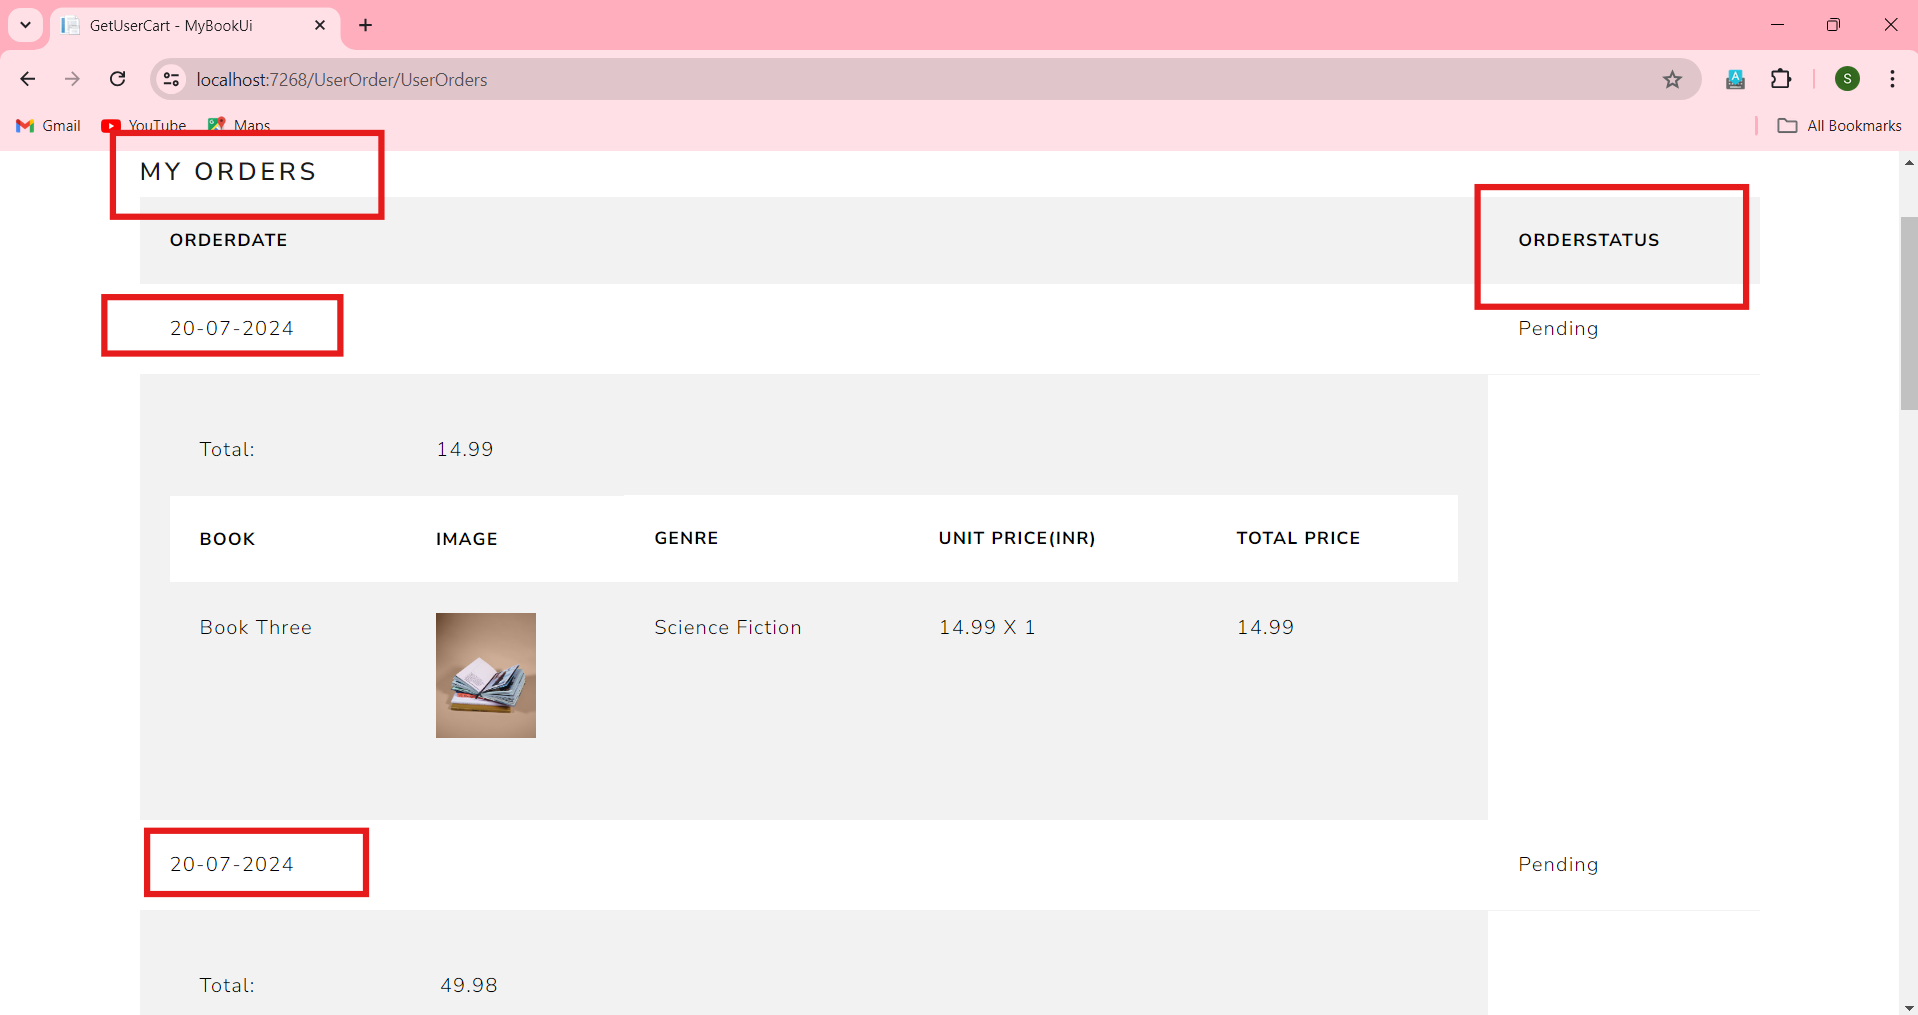 GetUserCart - MyBookUi
localhost:7268/UserOrder/UserOrders
S
Gmail YouTube Maps All Bookmarks
MY ORDERS
ORDERDATE ORDERSTATUS
20-07-2024 Pending
Total: 14.99
BOOK IMAGE GENRE UNIT PRICE(INR) TOTAL PRICE
Book Three Science Fiction 14.99 X 1 14.99
20-07-2024 Pending
Total: 49.98